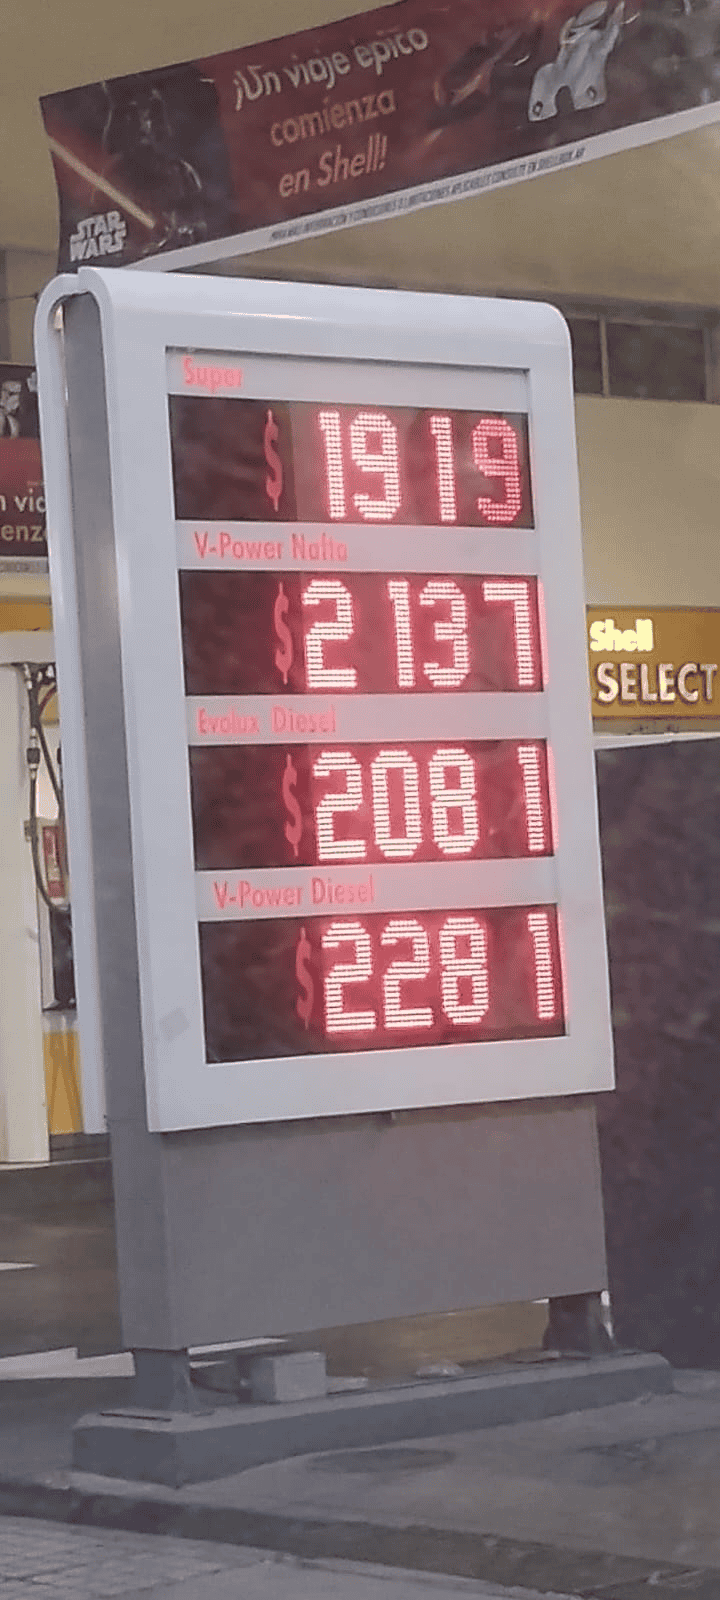 ¡Un viaje épico
comienza
en Shell!
STAR
WARS
Super
$ 1919
V-Power Nafta
$ 2137
Evolux Diesel
$ 2081
V-Power Diesel
$ 2281
Shell
SELECT